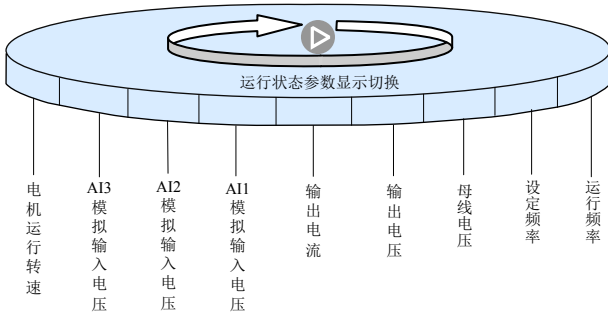 运行状态参数显示切换
电机运行转速
AI3模拟输入电压
AI2模拟输入电压
AI1模拟输入电压
输出电流
输出电压
母线电压
设定频率
运行频率